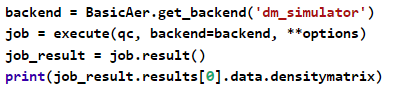 backend = BasicAer.get_backend('dm_simulator')
job = execute(qc, backend=backend, **options)
job_result = job.result()
print(job_result.results[0].data.densitymatrix)